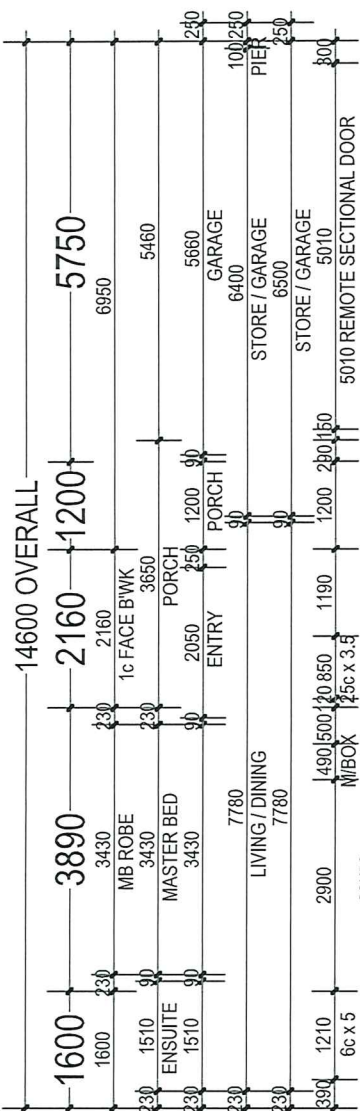 14600 OVERALL
1600 3890 2160 1200 5750
1600 230 3430 230 2160 6950
MB ROBE 1c FACE B'WK
230 1510 90 3430 230 3650 5460
ENSUITE MASTER BED PORCH
230 1510 90 3430 90 2050 250 1200 90 5660 250
ENTRY PORCH GARAGE
230 7780 90 6400 100 250
LIVING / DINING STORE / GARAGE PIER
230 7780 90 6500 250
STORE / GARAGE
390 1210 2900 490 500 120 850 1190 1200 290 150 5010 300
6c x 5 M/BOX 25c x 3.5 5010 REMOTE SECTIONAL DOOR